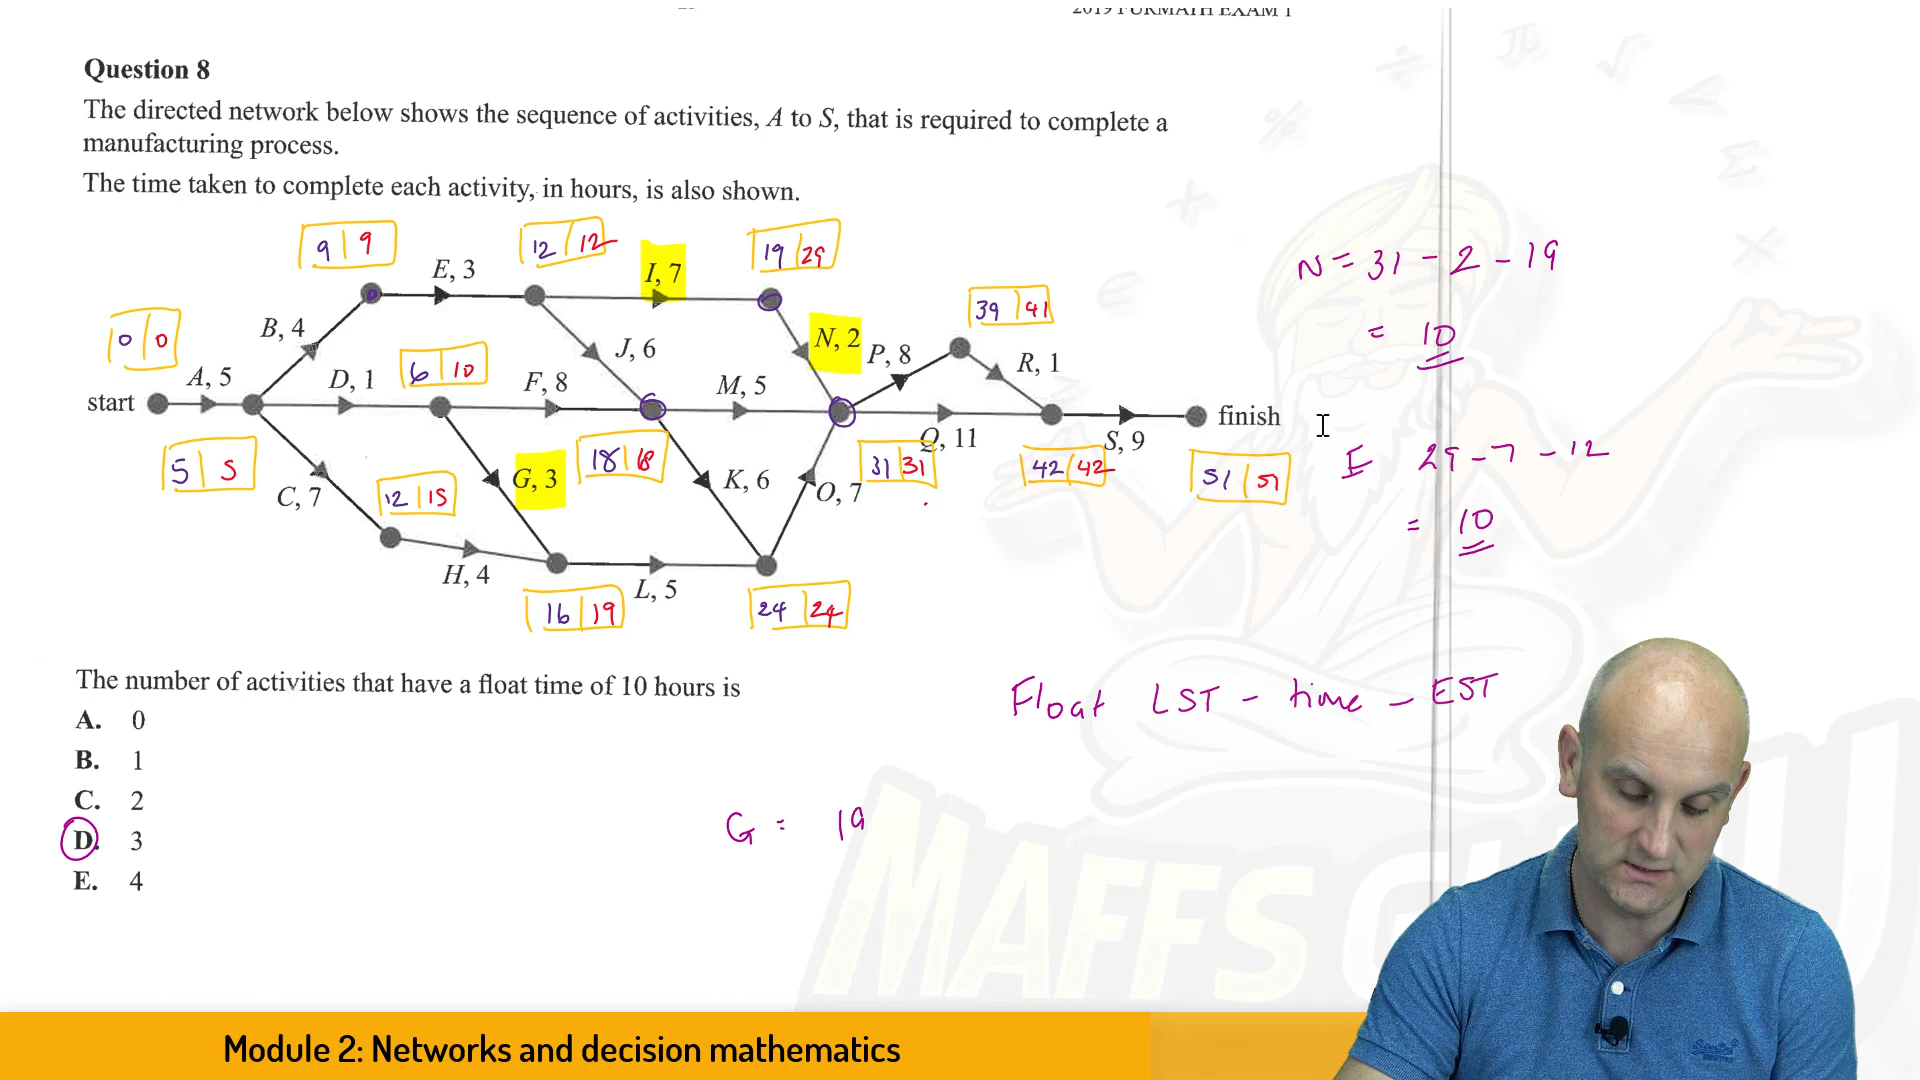 2019 FURMATH EXAM 1
Question 8
The directed network below shows the sequence of activities, A to S, that is required to complete a
manufacturing process.
The time taken to complete each activity, in hours, is also shown.
9 | 9
12 | 12
19 | 29
I, 7
E, 3
N = 31 - 2 - 19
= 10
0 | 0
B, 4
39 | 41
N, 2
P, 8
J, 6
6 | 10
R, 1
A, 5
D, 1
F, 8
M, 5
start
finish
Q, 11
S, 9
5 | 5
C, 7
12 | 15
G, 3
18 | 18
K, 6
O, 7
31 | 31
42 | 42
51 | 51
I 29 - 7 - 12
= 10
H, 4
L, 5
16 | 19
24 | 24
The number of activities that have a float time of 10 hours is
Float LST - time - EST
A. 0
B. 1
C. 2
D. 3
E. 4
G = 19
MAFFS GURU
Module 2: Networks and decision mathematics